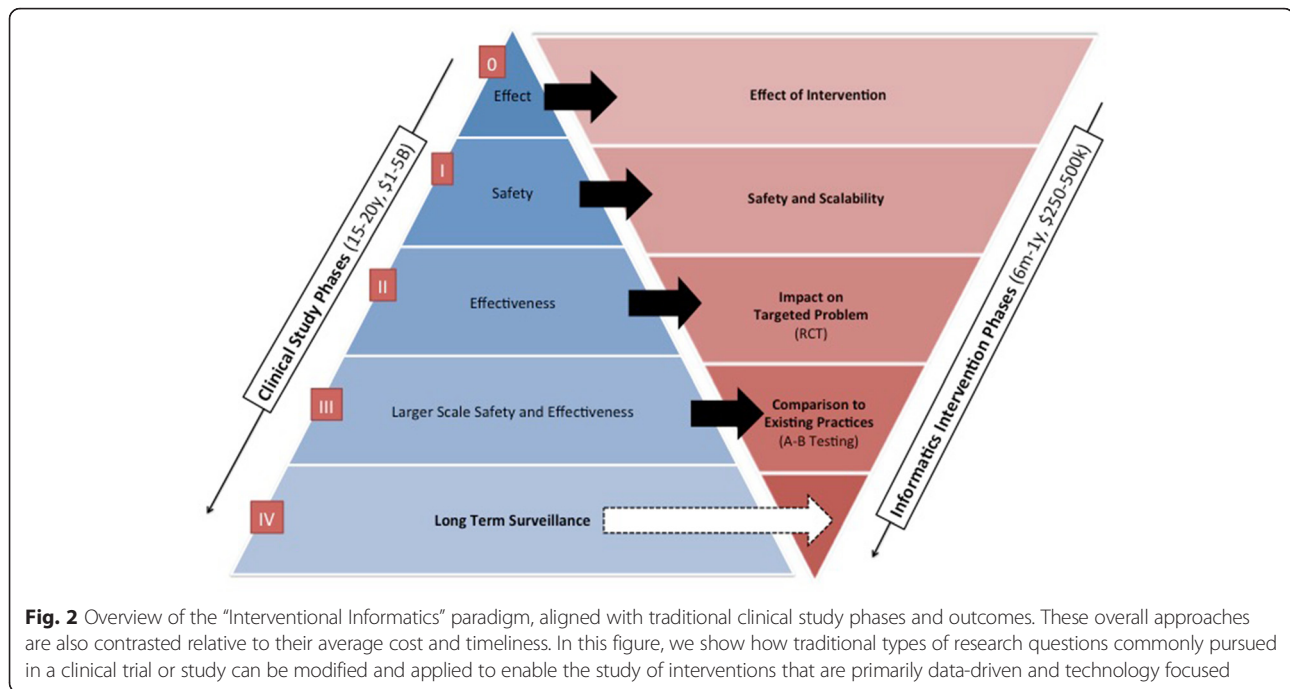 0
Effect
Effect of Intervention
Clinical Study Phases (15-20y, $1-5B)
I
Safety
Safety and Scalability
Informatics Intervention Phases (6m-1y, $250-500k)
II
Effectiveness
Impact on
Targeted Problem
(RCT)
III
Larger Scale Safety and Effectiveness
Comparison to
Existing Practices
(A-B Testing)
IV
Long Term Surveillance
Fig. 2 Overview of the “Interventional Informatics” paradigm, aligned with traditional clinical study phases and outcomes. These overall approaches
are also contrasted relative to their average cost and timeliness. In this figure, we show how traditional types of research questions commonly pursued
in a clinical trial or study can be modified and applied to enable the study of interventions that are primarily data-driven and technology focused